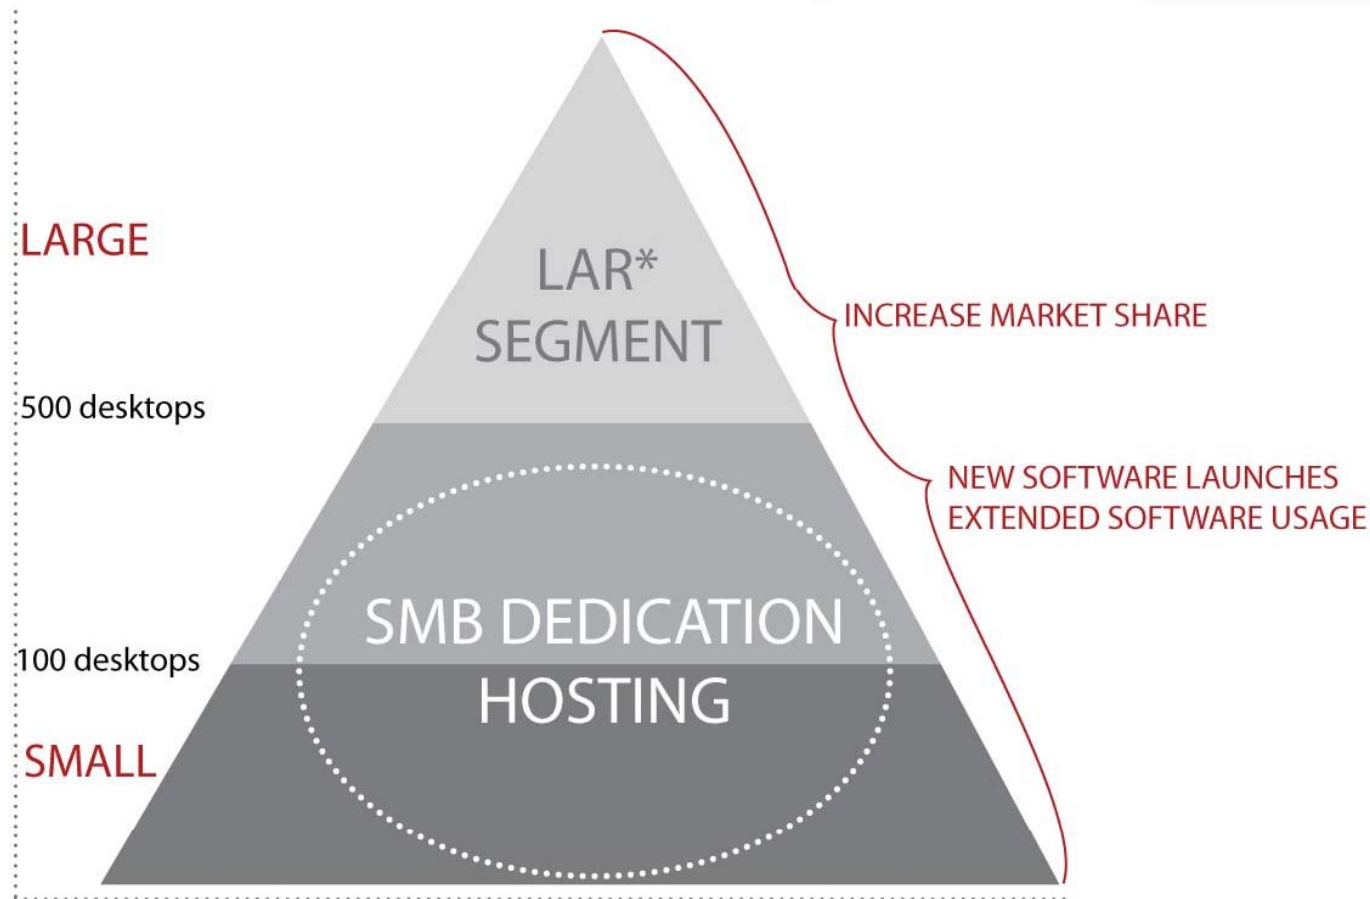 LARGE
LAR*
SEGMENT
INCREASE MARKET SHARE
500 desktops
NEW SOFTWARE LAUNCHES
EXTENDED SOFTWARE USAGE
SMB DEDICATION
100 desktops
HOSTING
SMALL